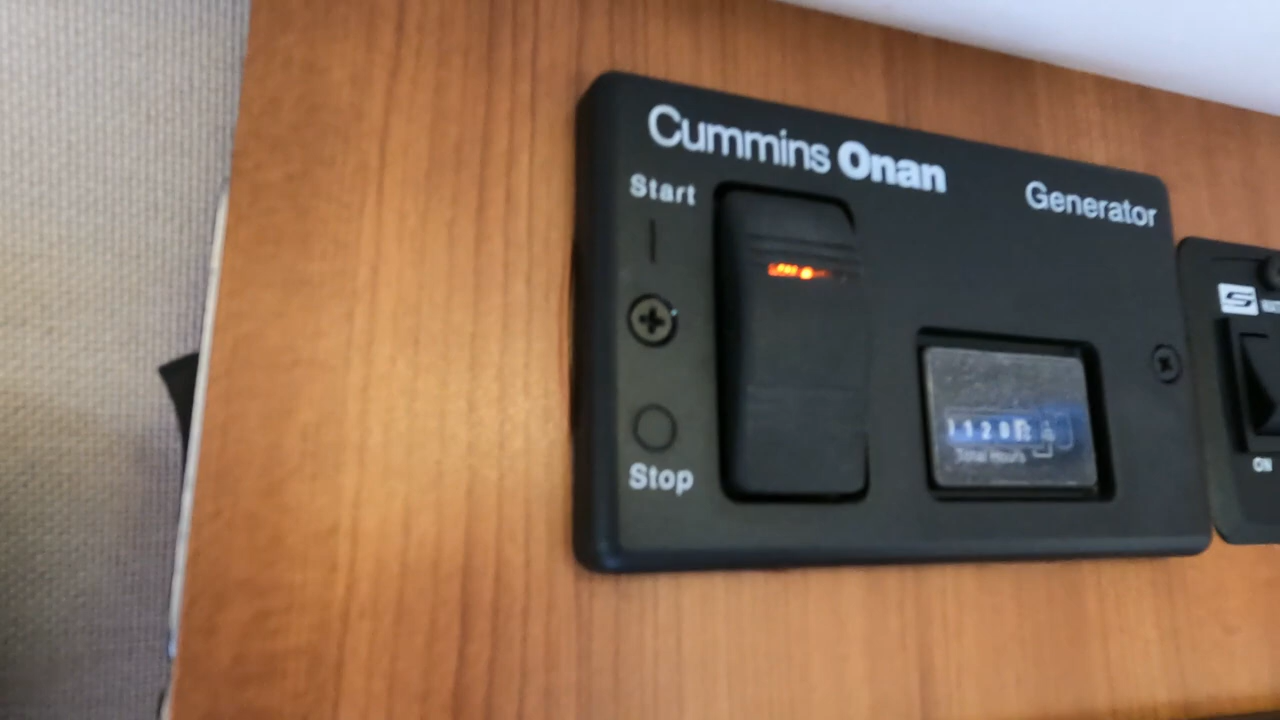 Cummins Onan
Generator
Start
Stop
Total Hours
ON